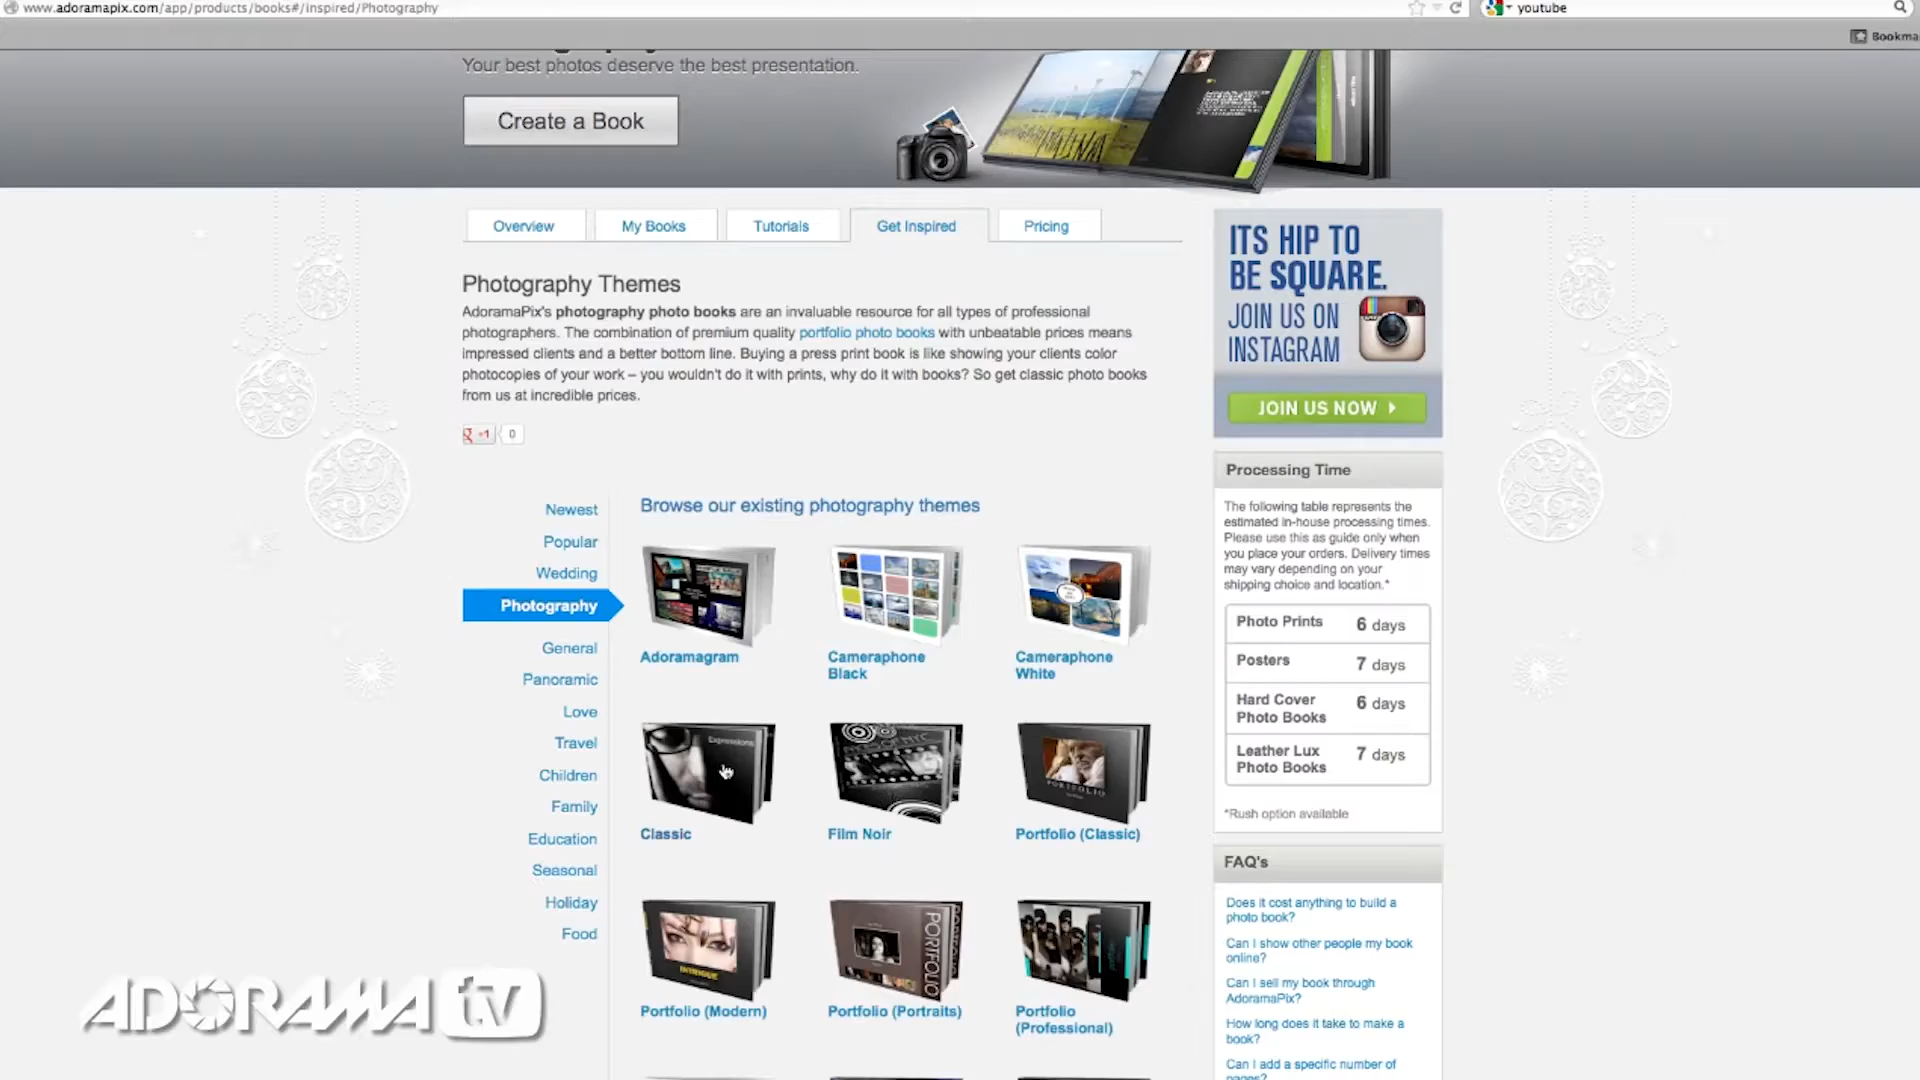 www.adoramapix.com/app/products/books#/inspired/Photography
youtube
Bookma
Your best photos deserve the best presentation.
Create a Book
Overview
My Books
Tutorials
Get Inspired
Pricing
Photography Themes
AdoramaPix's photography photo books are an invaluable resource for all types of professional
photographers. The combination of premium quality portfolio photo books with unbeatable prices means
impressed clients and a better bottom line. Buying a press print book is like showing your clients color
photocopies of your work – you wouldn't do it with prints, why do it with books? So get classic photo books
from us at incredible prices.
+1
0
Newest
Popular
Wedding
Photography
General
Panoramic
Love
Travel
Children
Family
Education
Seasonal
Holiday
Food
Browse our existing photography themes
Adoramagram
Cameraphone
Black
Cameraphone
White
Expressions
Classic
Film Noir
PORTFOLIO
Portfolio (Classic)
INTRIGUE
Portfolio (Modern)
PORTFOLIO
Portfolio (Portraits)
Portfolio
(Professional)
ITS HIP TO
BE SQUARE.
JOIN US ON
INSTAGRAM
JOIN US NOW
Processing Time
The following table represents the
estimated in-house processing times.
Please use this as guide only when
you place your orders. Delivery times
may vary depending on your
shipping choice and location.*
Photo Prints 6 days
Posters 7 days
Hard Cover
Photo Books 6 days
Leather Lux
Photo Books 7 days
*Rush option available
FAQ's
Does it cost anything to build a
photo book?
Can I show other people my book
online?
Can I sell my book through
AdoramaPix?
How long does it take to make a
book?
Can I add a specific number of
pages?
ADORAMA tv